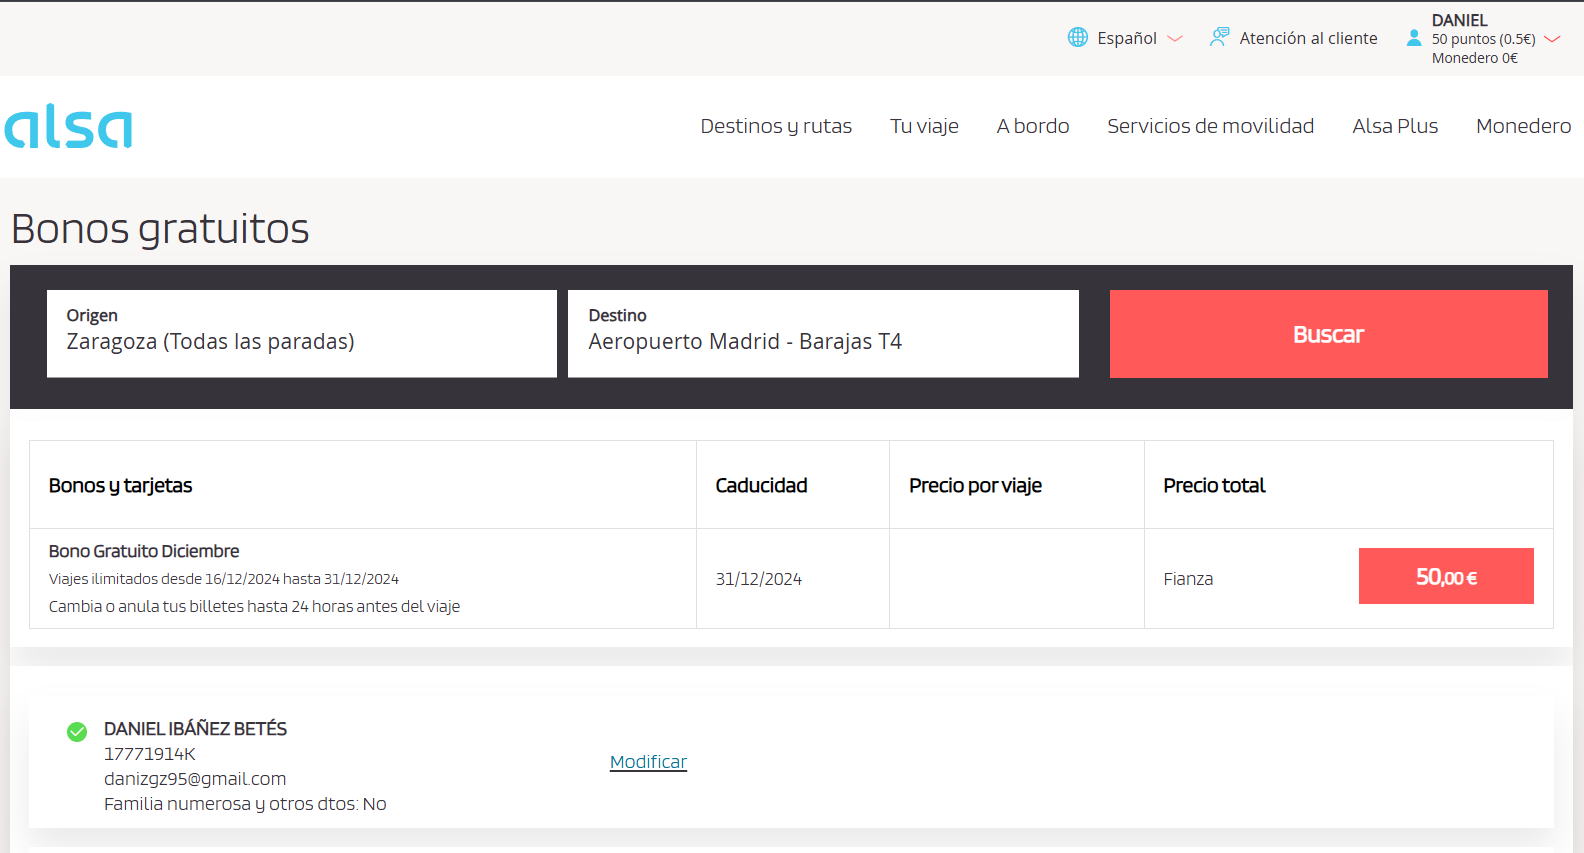 Español
Atención al cliente
DANIEL
50 puntos (0.5€)
Monedero 0€
alsa
Destinos y rutas
Tu viaje
A bordo
Servicios de movilidad
Alsa Plus
Monedero
Bonos gratuitos
Origen
Zaragoza (Todas las paradas)
Destino
Aeropuerto Madrid - Barajas T4
Buscar
Bonos y tarjetas
Caducidad
Precio por viaje
Precio total
Bono Gratuito Diciembre
Viajes ilimitados desde 16/12/2024 hasta 31/12/2024
Cambia o anula tus billetes hasta 24 horas antes del viaje
31/12/2024
Fianza
50,00 €
DANIEL IBÁÑEZ BETÉS
17771914K
danizgz95@gmail.com
Familia numerosa y otros dtos: No
Modificar